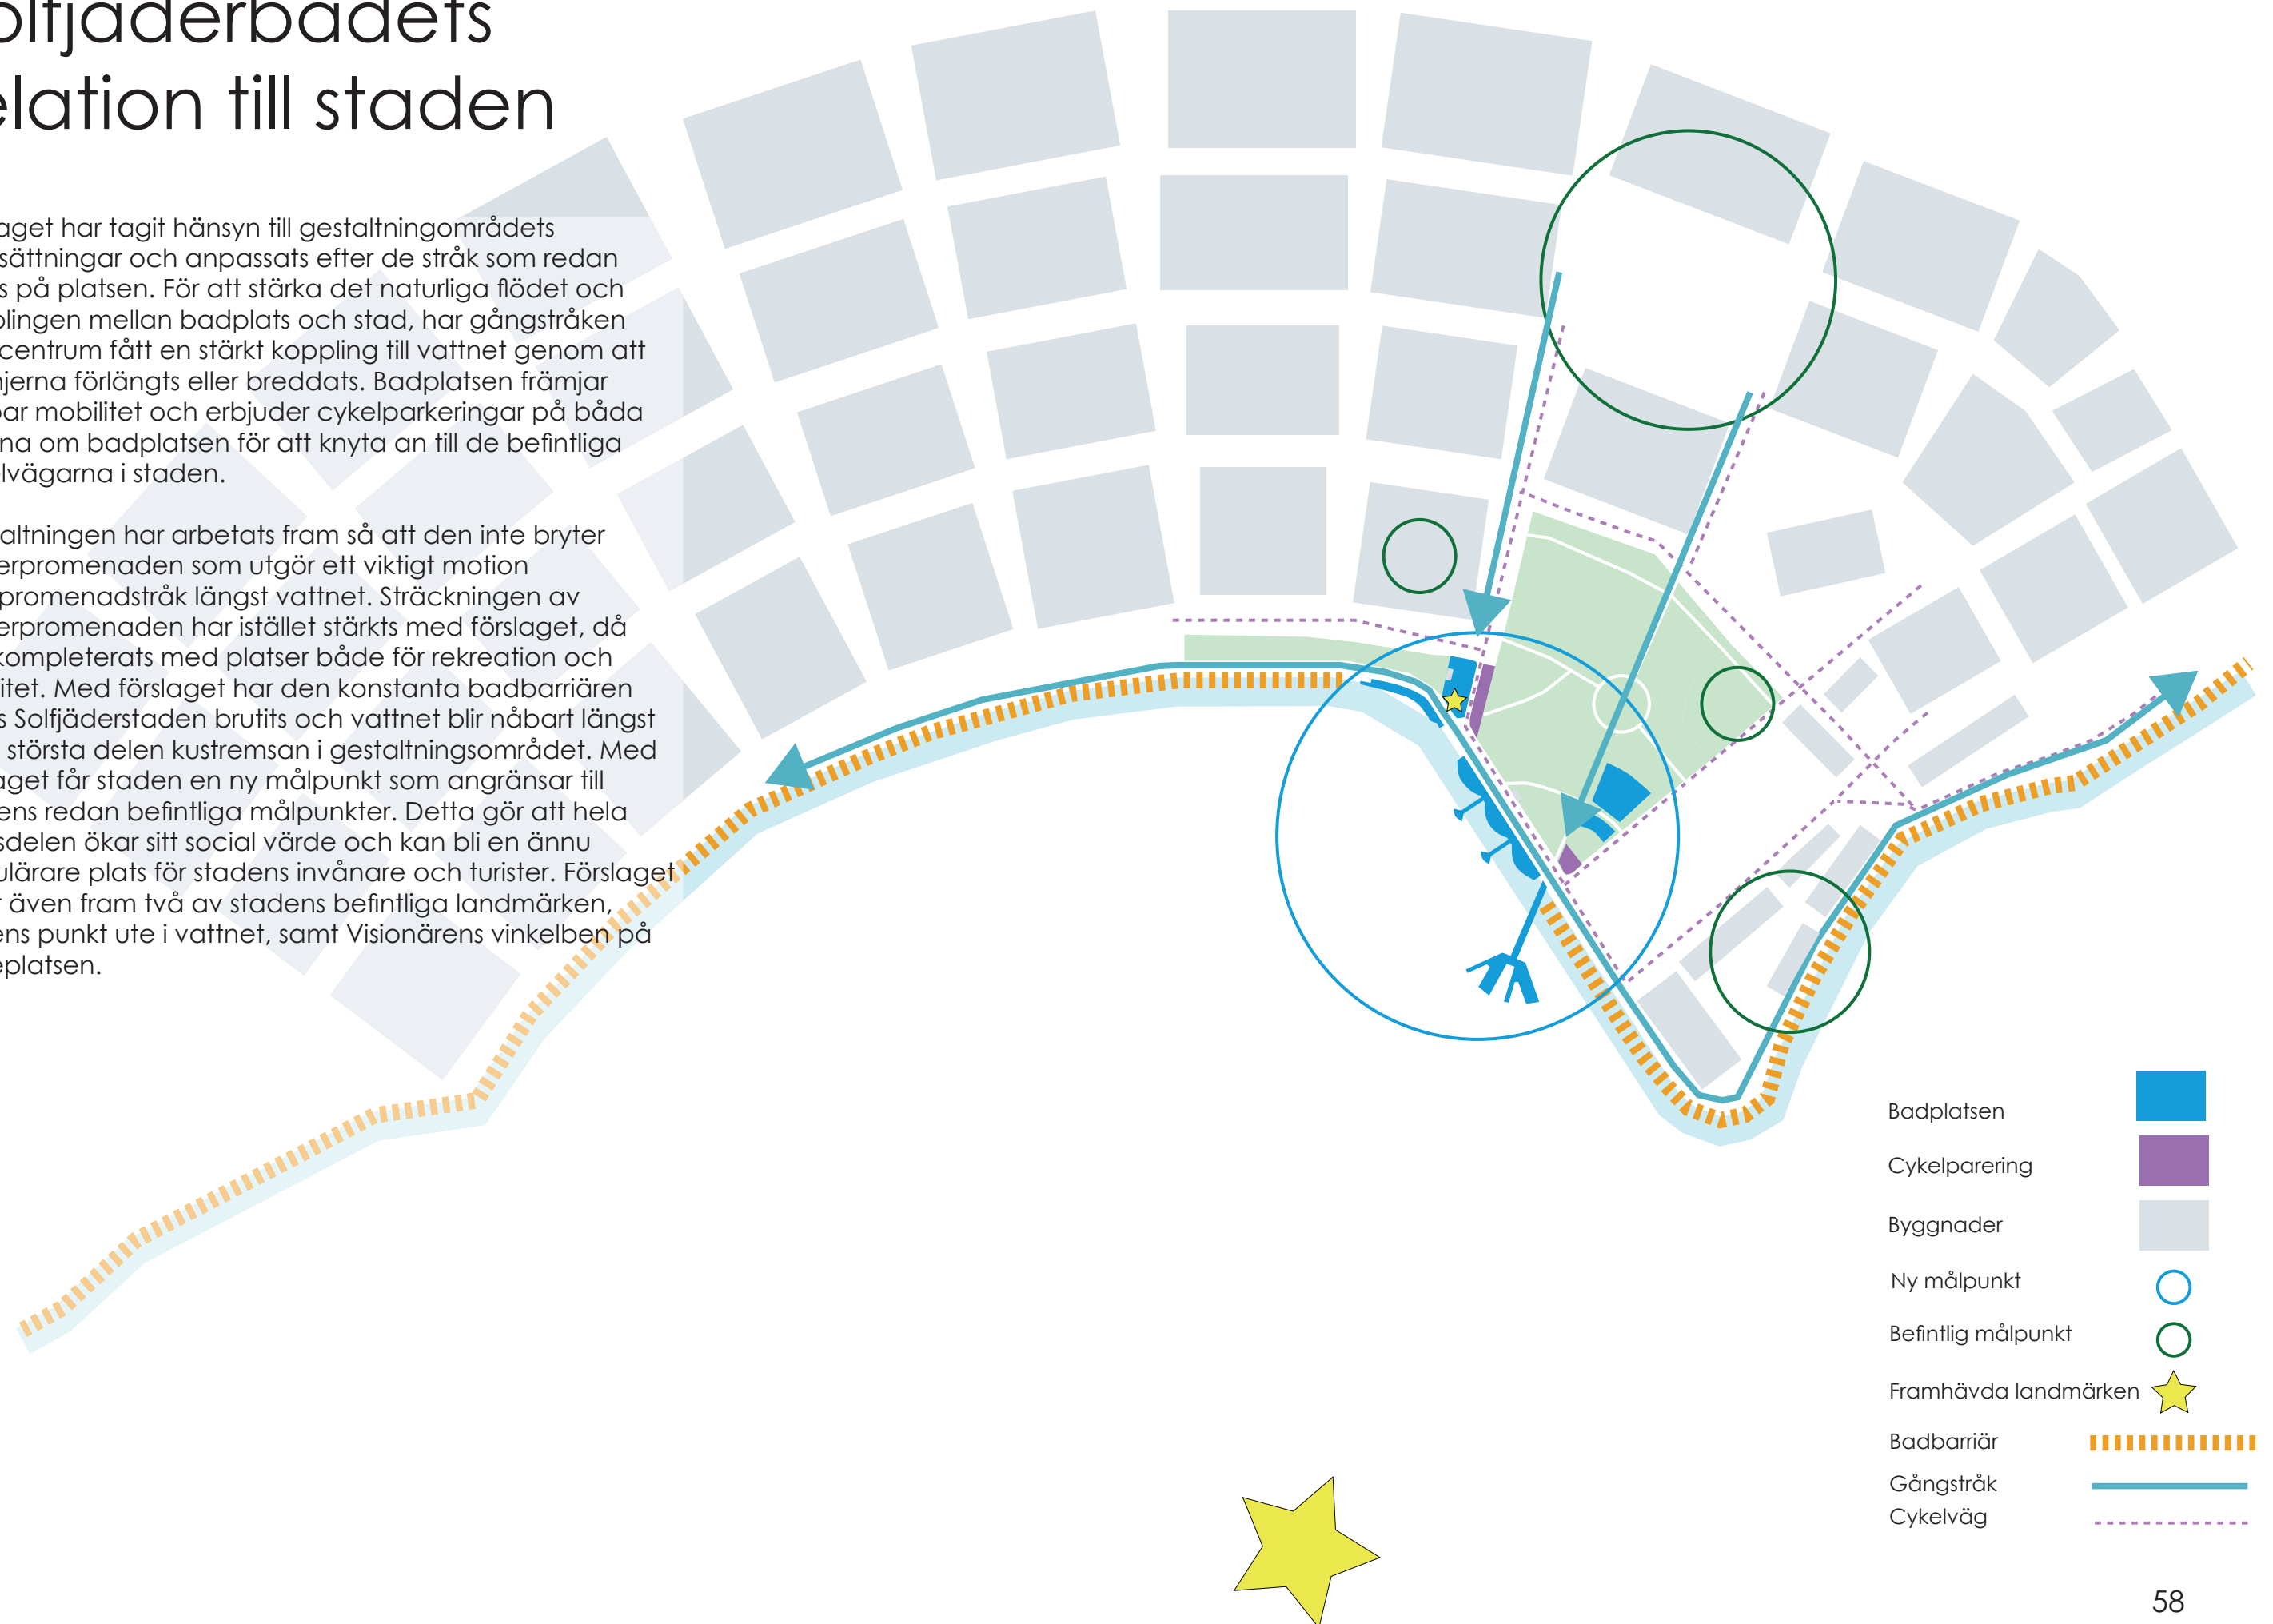 olfjäderbadets
elation till staden
aget har tagit hänsyn till gestaltningområdets
sättningar och anpassats efter de stråk som redan
s på platsen. För att stärka det naturliga flödet och
olingen mellan badplats och stad, har gångstråken
centrum fått en stärkt koppling till vattnet genom att
njerna förlängts eller breddats. Badplatsen främjar
bar mobilitet och erbjuder cykelparkeringar på båda
rna om badplatsen för att knyta an till de befintliga
elvägarna i staden.
taltningen har arbetats fram så att den inte bryter
terpromenaden som utgör ett viktigt motion
promenadstråk längst vattnet. Sträckningen av
terpromenaden har istället stärkts med förslaget, då
kompleterats med platser både för rekreation och
vitet. Med förslaget har den konstanta badbarriären
s Solfjäderstaden brutits och vattnet blir nåbart längst
största delen kustremsan i gestaltningsområdet. Med
laget får staden en ny målpunkt som angränsar till
ens redan befintliga målpunkter. Detta gör att hela
sdelen ökar sitt social värde och kan bli en ännu
ulärare plats för stadens invånare och turister. Förslaget
r även fram två av stadens befintliga landmärken,
ens punkt ute i vattnet, samt Visionärens vinkelben på
eplatsen.
Badplatsen
Cykelparering
Byggnader
Ny målpunkt
Befintlig målpunkt
Framhävda landmärken
Badbarriär
Gångstråk
Cykelväg
58